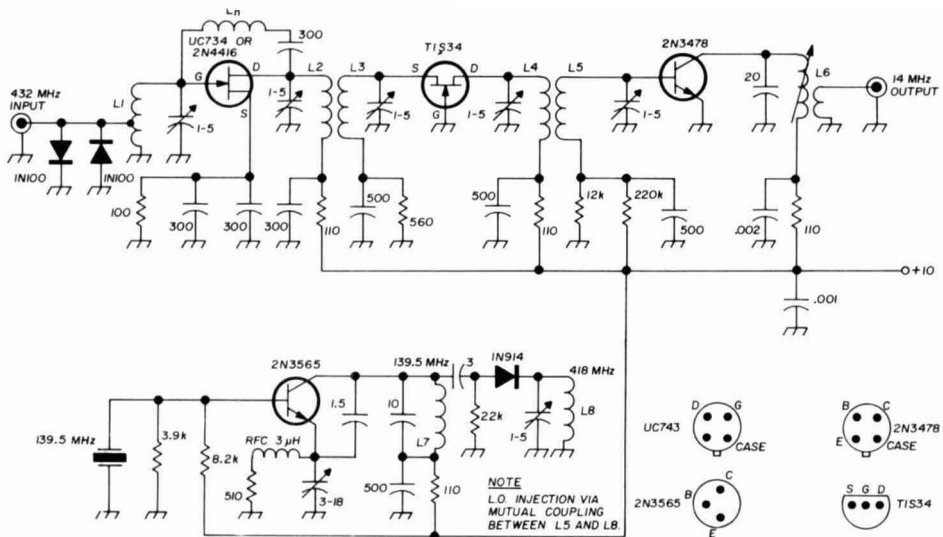 Ln
UC734 OR
2N4416
300
TIS34
2N3478
432 MHz
INPUT
L1
G
D
S
1-5
1-5
L2
L3
1-5
S
D
G
1-5
L4
L5
1-5
20
L6
14 MHz
OUTPUT
1N100
1N100
100
300
300
300
110
500
560
500
110
12k
220k
500
.002
110
+10
.001
2N3565
139.5 MHz
3
1N914
418 MHz
139.5 MHz
3.9k
8.2k
RFC 3 μH
510
1.5
3-18
10
L7
500
110
22k
1-5
L8
NOTE
L.O. INJECTION VIA
MUTUAL COUPLING
BETWEEN L5 AND L8.
UC743
D
G
CASE
B
C
E
CASE
2N3478
2N3565
B
C
E
S G D
TIS34